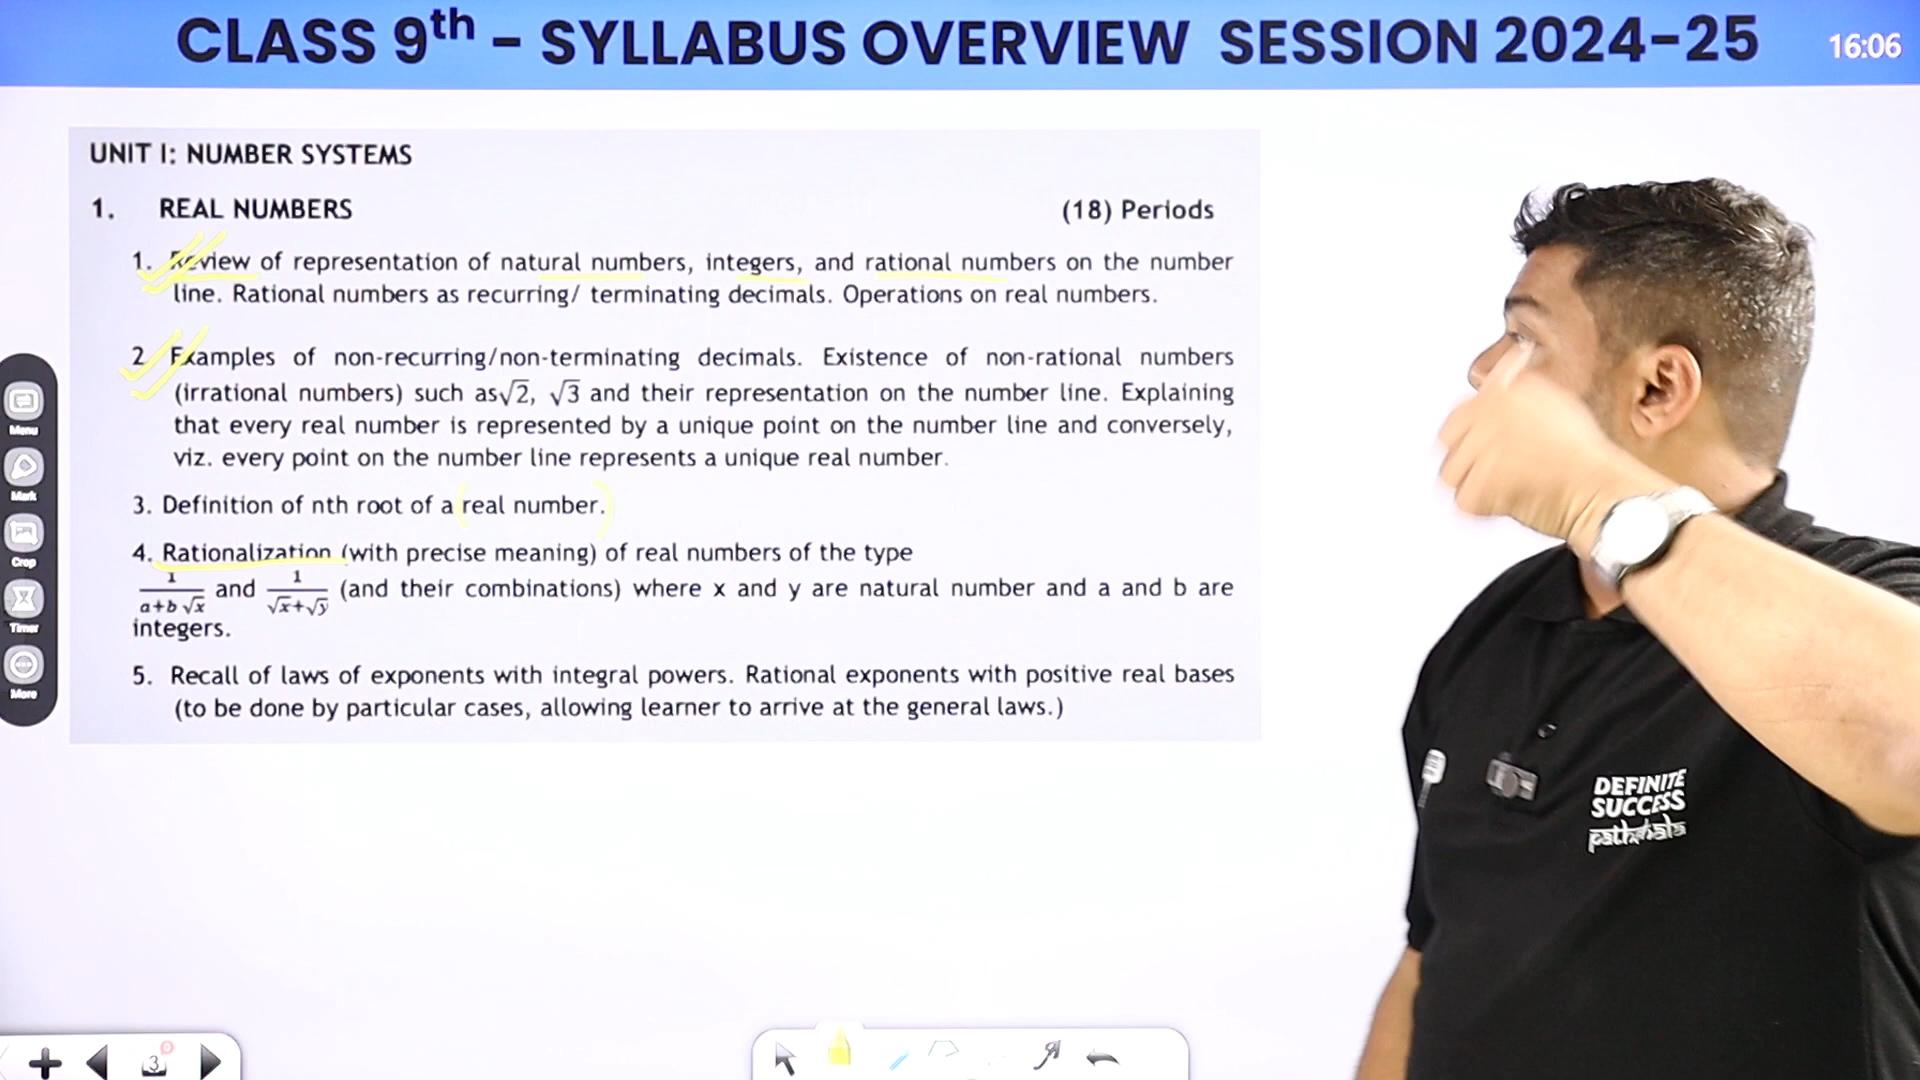 CLASS 9th - SYLLABUS OVERVIEW SESSION 2024-25
16:06
UNIT I: NUMBER SYSTEMS
1. REAL NUMBERS (18) Periods
1. Review of representation of natural numbers, integers, and rational numbers on the number
line. Rational numbers as recurring/ terminating decimals. Operations on real numbers.
2. Examples of non-recurring/non-terminating decimals. Existence of non-rational numbers
(irrational numbers) such as√2, √3 and their representation on the number line. Explaining
that every real number is represented by a unique point on the number line and conversely,
viz. every point on the number line represents a unique real number.
3. Definition of nth root of a real number.
4. Rationalization (with precise meaning) of real numbers of the type
1/(a+b√x) and 1/(√x+√y) (and their combinations) where x and y are natural number and a and b are
integers.
5. Recall of laws of exponents with integral powers. Rational exponents with positive real bases
(to be done by particular cases, allowing learner to arrive at the general laws.)
Menu
Mark
Crop
Timer
More
3
DEFINITE
SUCCESS
pathshala